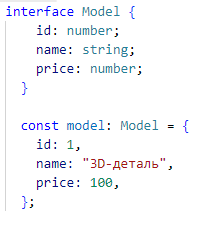 interface Model {
    id: number;
    name: string;
    price: number;
  }

  const model: Model = {
    id: 1,
    name: "3D-деталь",
    price: 100,
  };